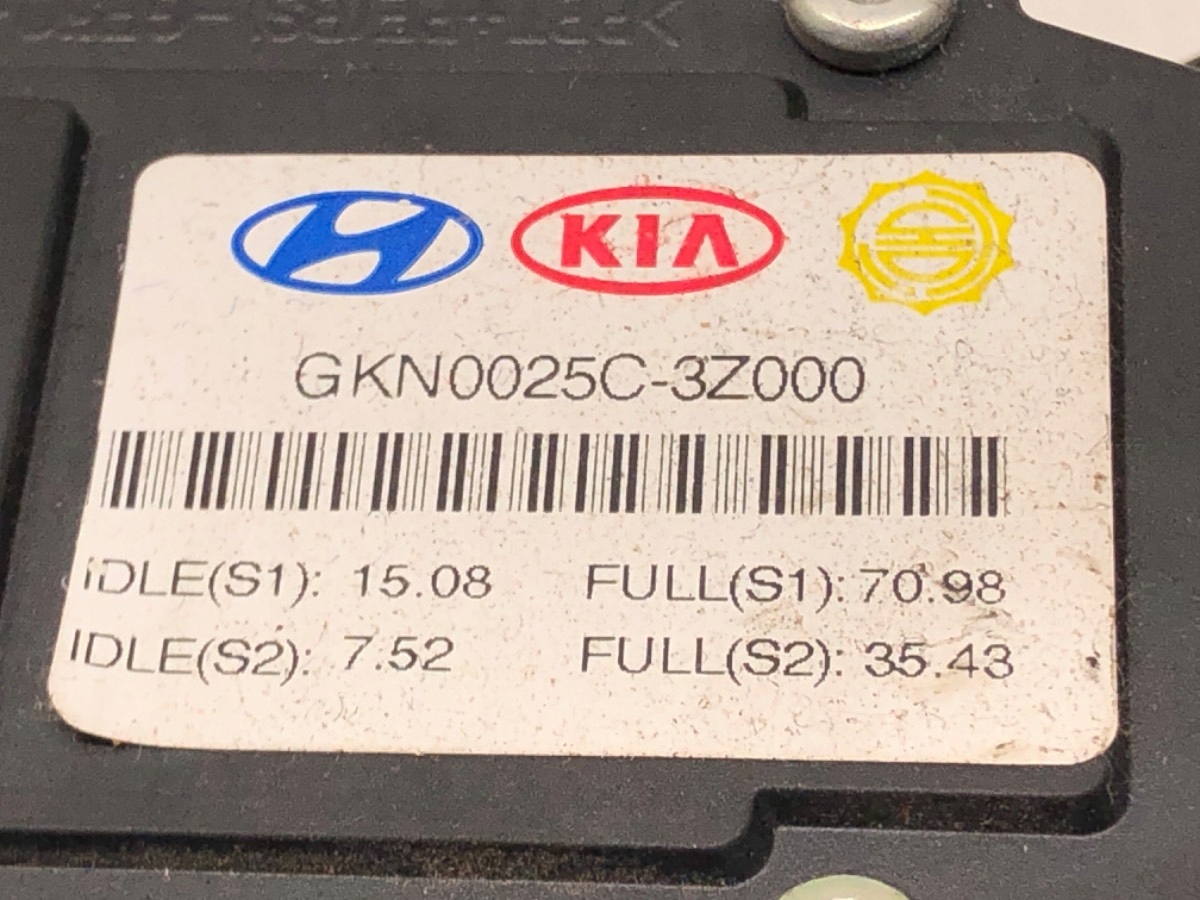 KIA
GKN0025C-3Z000
IDLE(S1): 15.08 FULL(S1): 70.98
IDLE(S2): 7.52 FULL(S2): 35.43